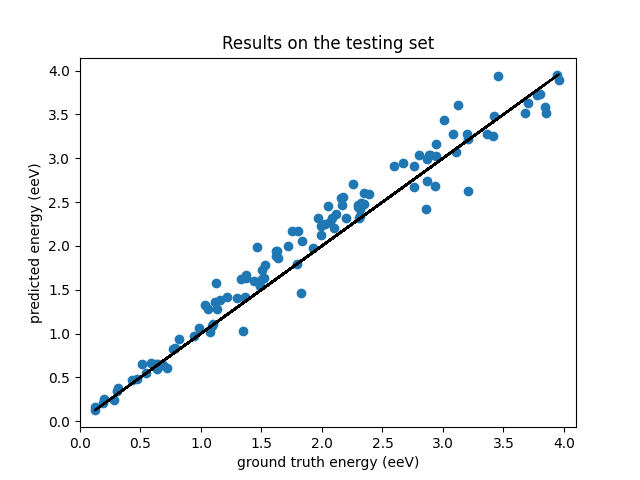 Results on the testing set
predicted energy (eeV)
4.0
3.5
3.0
2.5
2.0
1.5
1.0
0.5
0.0
0.0 0.5 1.0 1.5 2.0 2.5 3.0 3.5 4.0
ground truth energy (eeV)